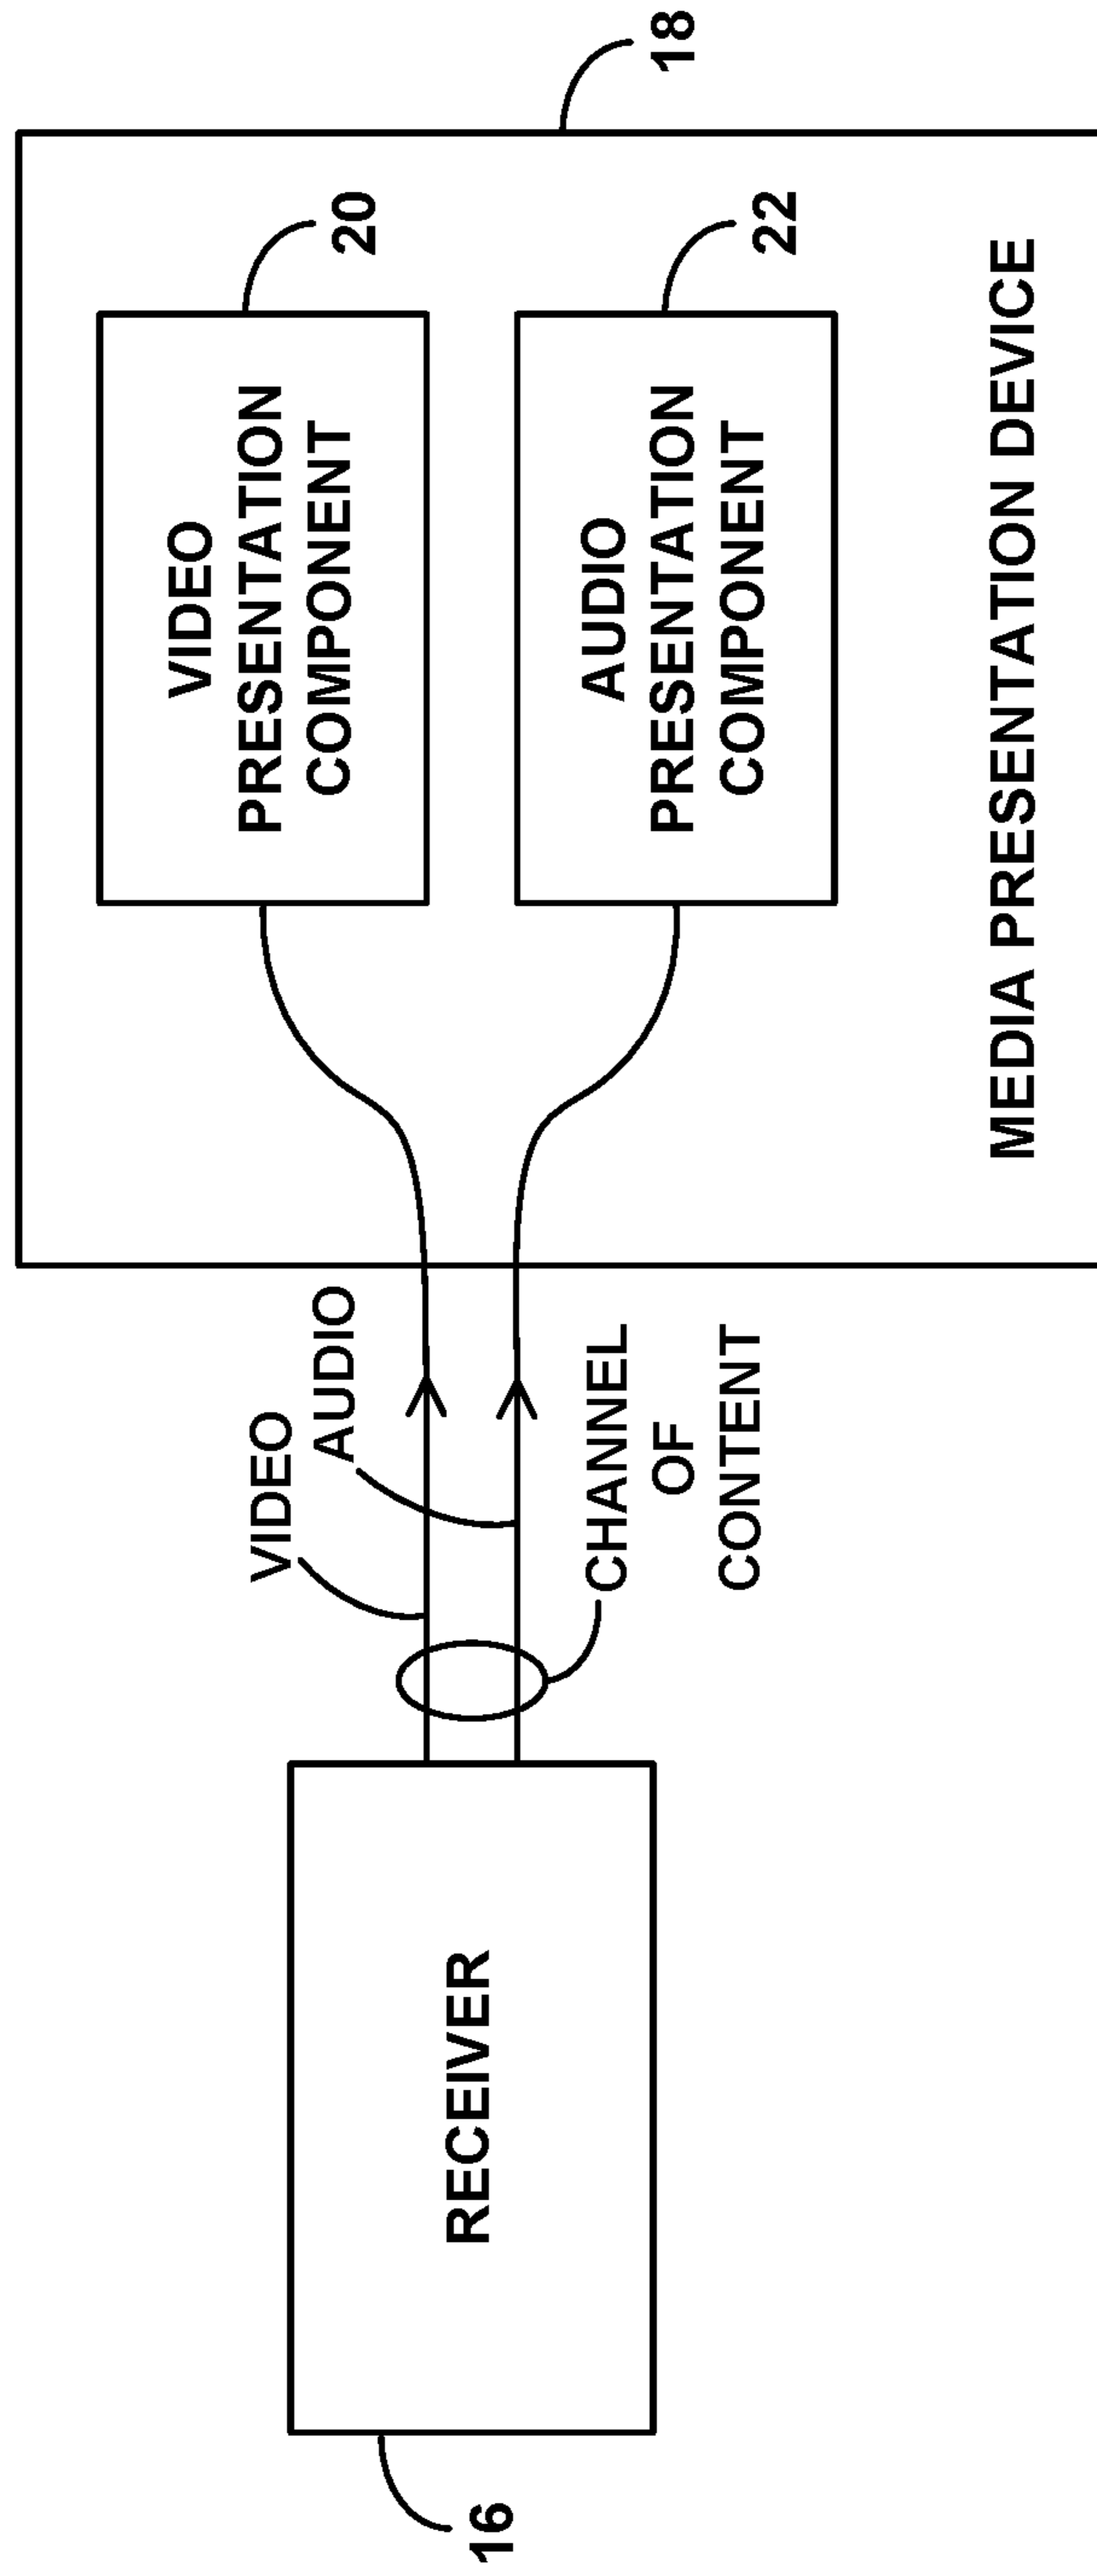 RECEIVER
16
VIDEO
AUDIO
CHANNEL
OF
CONTENT
VIDEO
PRESENTATION
COMPONENT
20
AUDIO
PRESENTATION
COMPONENT
22
MEDIA PRESENTATION DEVICE
18